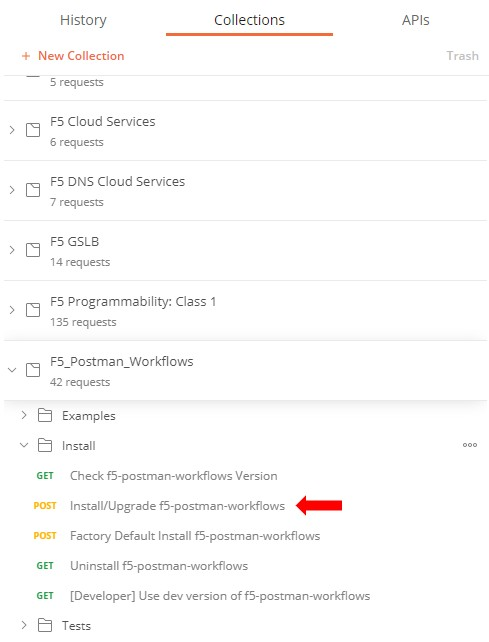 History Collections APIs
+ New Collection Trash
5 requests
F5 Cloud Services
6 requests
F5 DNS Cloud Services
7 requests
F5 GSLB
14 requests
F5 Programmability: Class 1
135 requests
F5_Postman_Workflows
42 requests
Examples
Install
GET Check f5-postman-workflows Version
POST Install/Upgrade f5-postman-workflows
POST Factory Default Install f5-postman-workflows
GET Uninstall f5-postman-workflows
GET [Developer] Use dev version of f5-postman-workflows
Tests